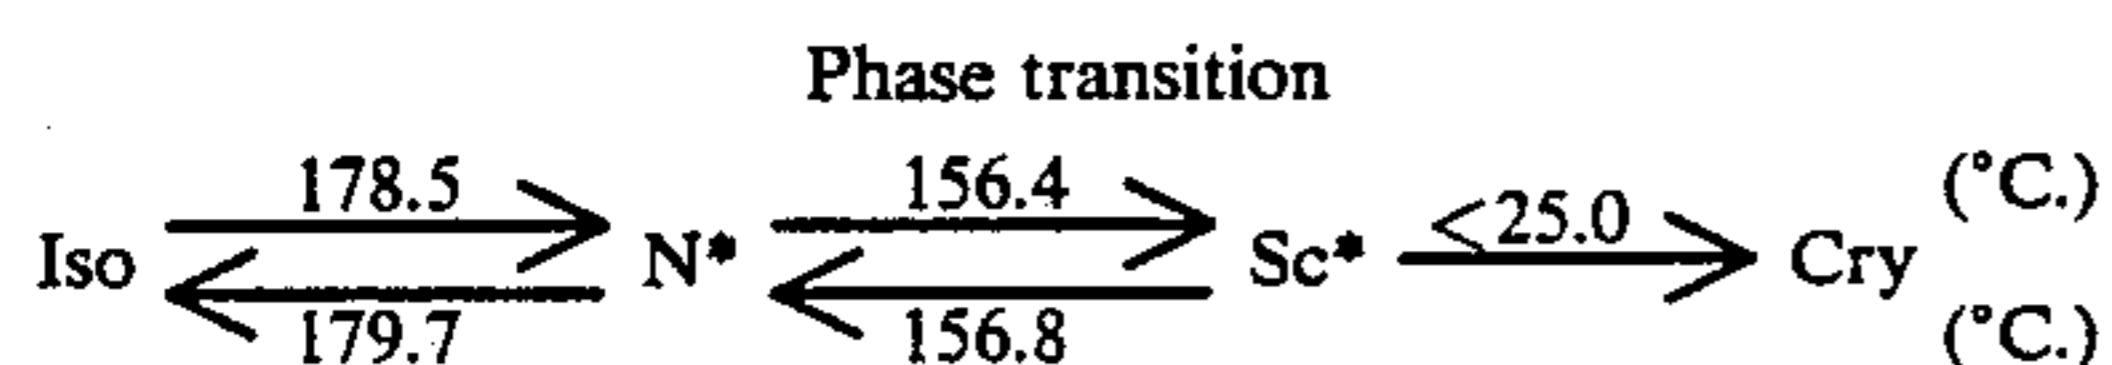 Phase transition
178.5 156.4 <25.0 (°C.)
Iso N* Sc* Cry
179.7 156.8 (°C.)